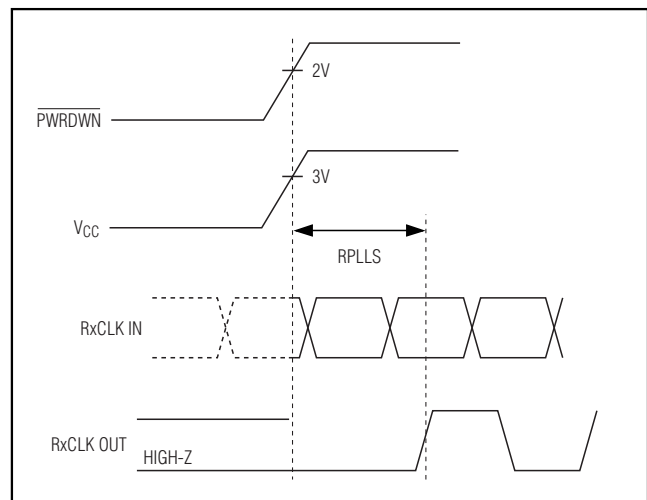 2V
PWRDWN
3V
VCC
RPLLS
RxCLK IN
RxCLK OUT
HIGH-Z